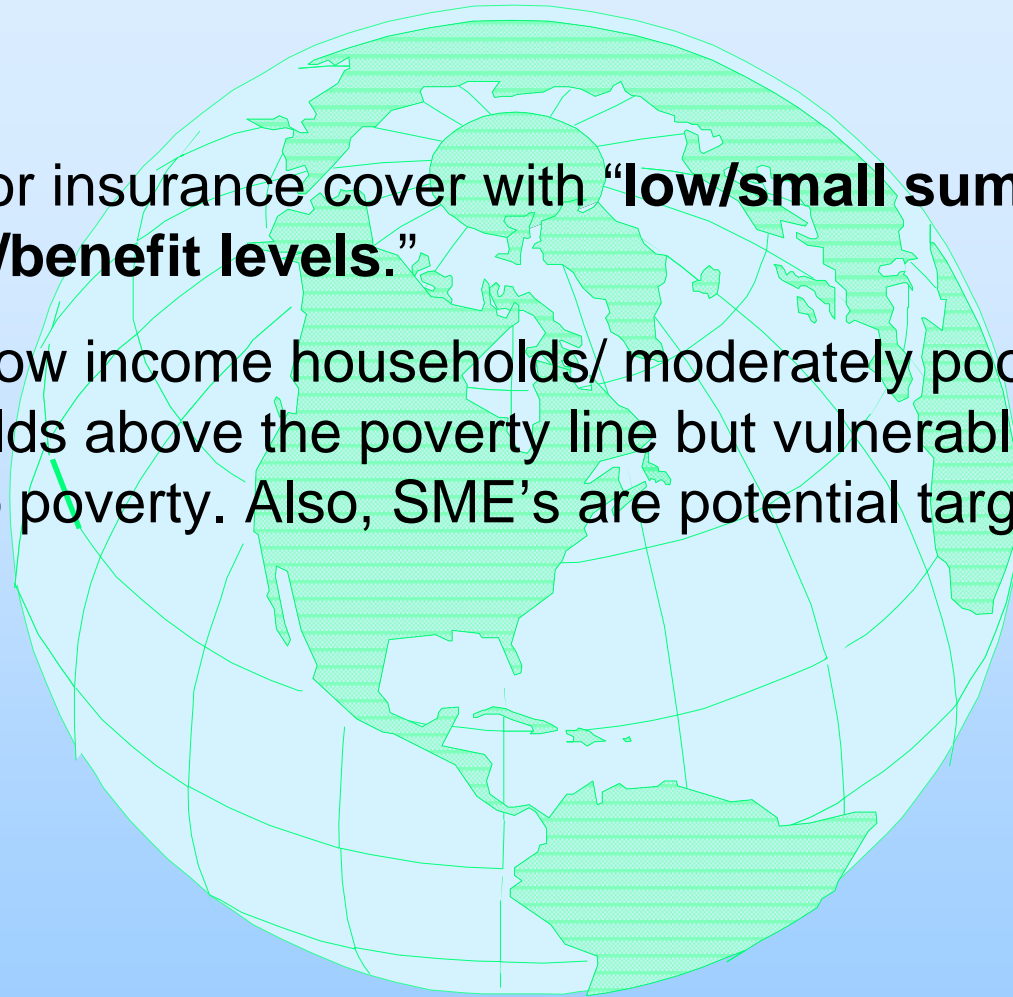 or insurance cover with “low/small sum
/benefit levels.”
ow income households/ moderately poo
lds above the poverty line but vulnerabl
poverty. Also, SME’s are potential targ